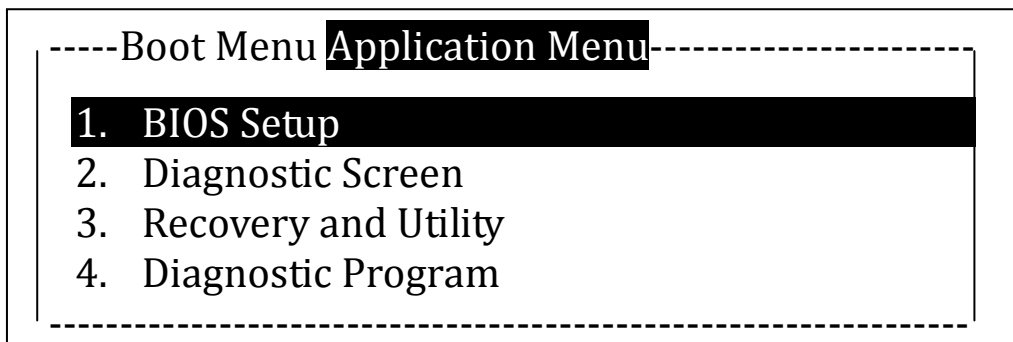 -----Boot Menu Application Menu-----------------------
1. BIOS Setup
2. Diagnostic Screen
3. Recovery and Utility
4. Diagnostic Program